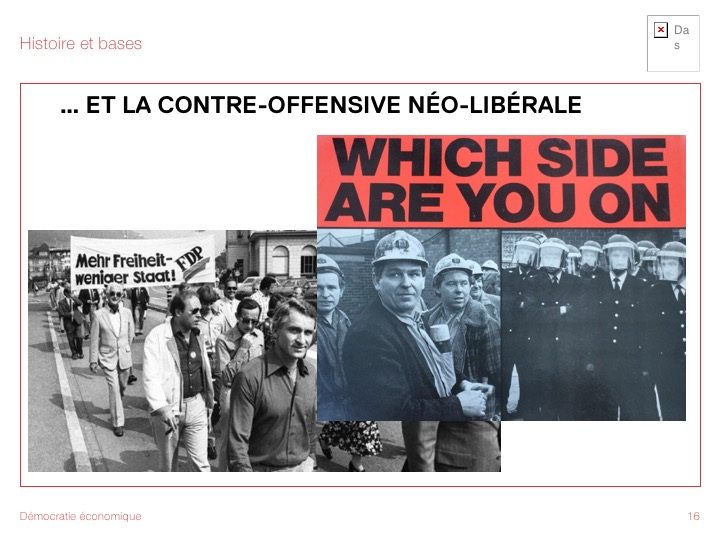 Histoire et bases
Da
s
... ET LA CONTRE-OFFENSIVE NÉO-LIBÉRALE
WHICH SIDE
ARE YOU ON
Mehr Freiheit-
weniger Staat!
FDP
Démocratie économique
16